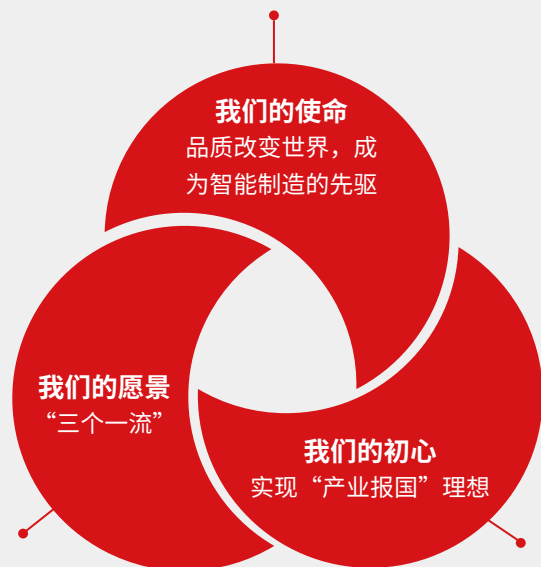 我们的使命
品质改变世界，成
为智能制造的先驱
我们的愿景
“三个一流”
我们的初心
实现“产业报国”理想